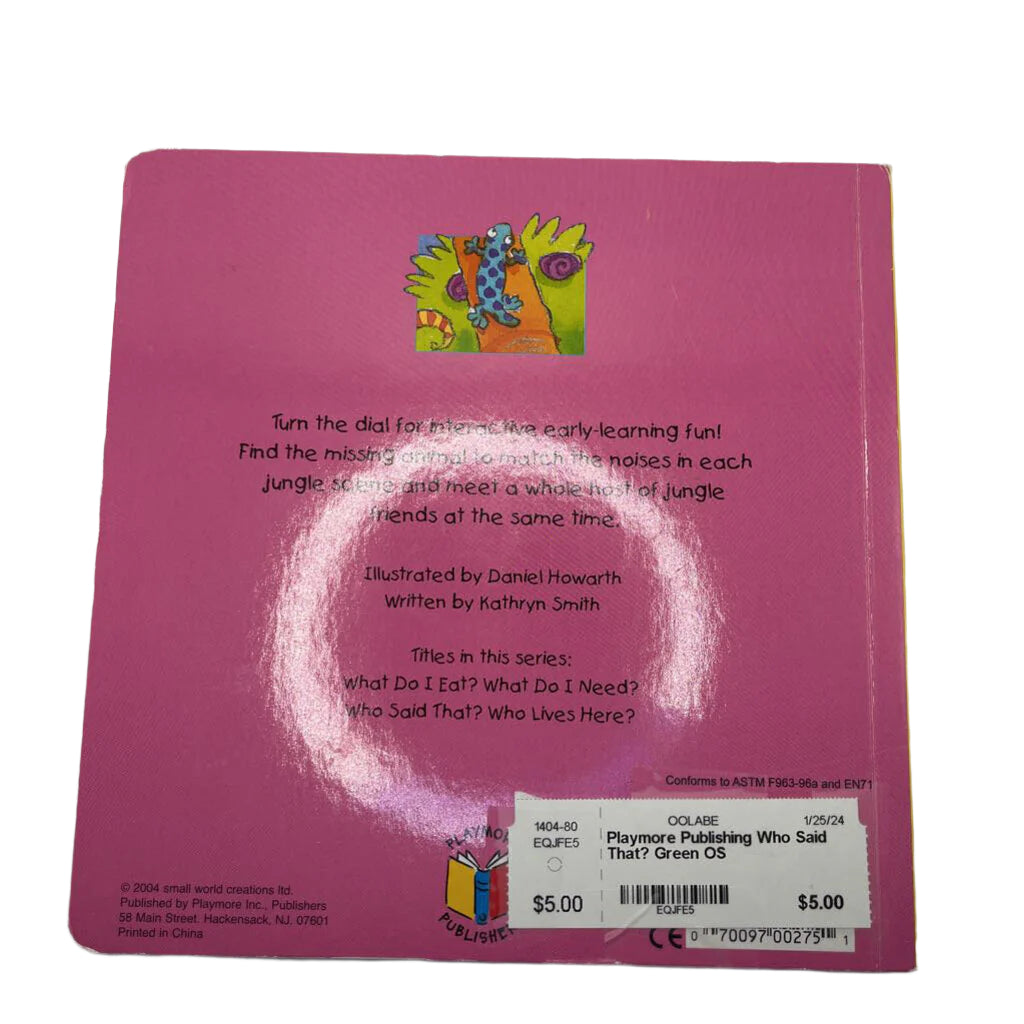 Turn the dial for interactive early-learning fun!
Find the missing animal to match the noises in each
jungle scene and meet a whole host of jungle
friends at the same time.
Illustrated by Daniel Howarth
Written by Kathryn Smith
Titles in this series:
What Do I Eat? What Do I Need?
Who Said That? Who Lives Here?
Conforms to ASTM F963-96a and EN71
1404-80
EQJFE5
$5.00
OOLABE 1/25/24
Playmore Publishing Who Said
That? Green OS
EQJFE5
$5.00
CE
0 70097 00275 1
© 2004 small world creations ltd.
Published by Playmore Inc., Publishers
58 Main Street. Hackensack, NJ. 07601
Printed in China